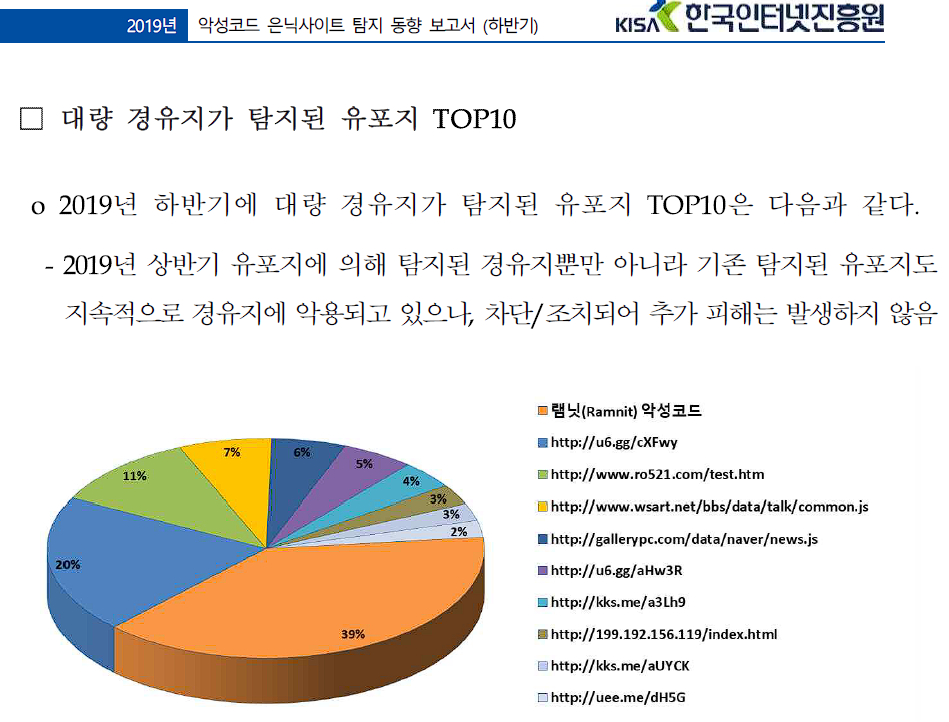 2019년 악성코드 은닉사이트 탐지 동향 보고서 (하반기)
KISA 한국인터넷진흥원
□ 대량 경유지가 탐지된 유포지 TOP10
o 2019년 하반기에 대량 경유지가 탐지된 유포지 TOP10은 다음과 같다.
- 2019년 상반기 유포지에 의해 탐지된 경유지뿐만 아니라 기존 탐지된 유포지도
지속적으로 경유지에 악용되고 있으나, 차단/조치되어 추가 피해는 발생하지 않음
39%
20%
11%
7%
6%
5%
4%
3%
3%
2%
램닛(Ramnit) 악성코드
http://u6.gg/cXFwy
http://www.ro521.com/test.htm
http://www.wsart.net/bbs/data/talk/common.js
http://gallerypc.com/data/naver/news.js
http://u6.gg/aHw3R
http://kks.me/a3Lh9
http://199.192.156.119/index.html
http://kks.me/aUYCK
http://uee.me/dH5G